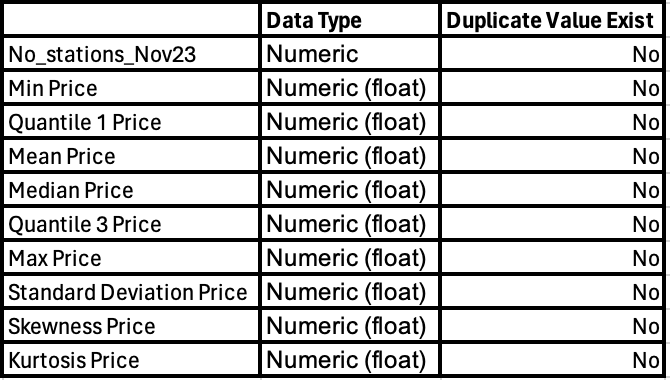 Data Type Duplicate Value Exist
No_stations_Nov23 Numeric No
Min Price Numeric (float) No
Quantile 1 Price Numeric (float) No
Mean Price Numeric (float) No
Median Price Numeric (float) No
Quantile 3 Price Numeric (float) No
Max Price Numeric (float) No
Standard Deviation Price Numeric (float) No
Skewness Price Numeric (float) No
Kurtosis Price Numeric (float) No